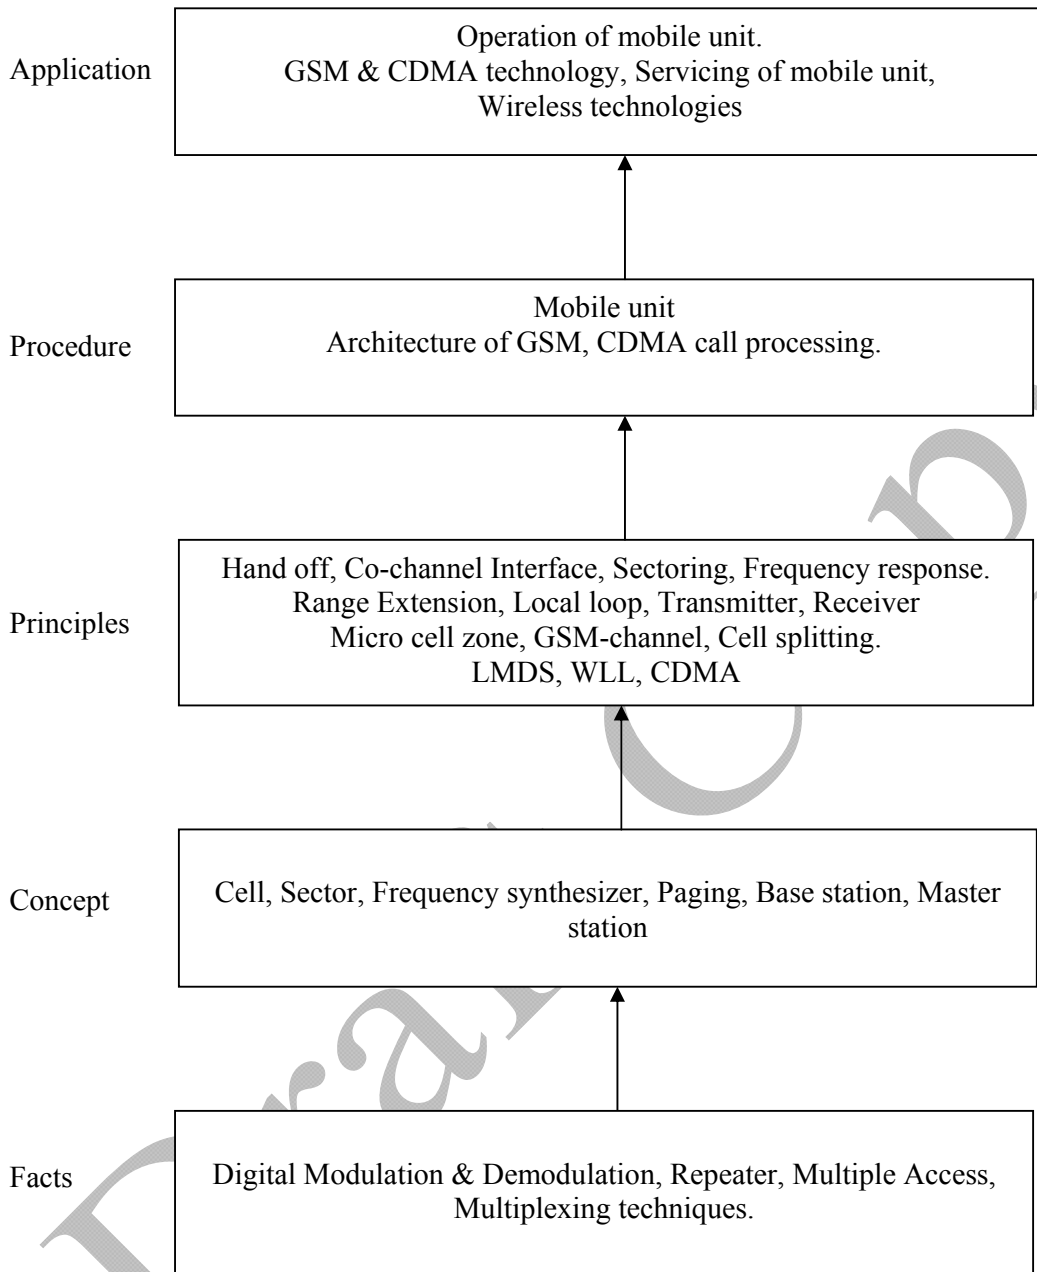 Application
Operation of mobile unit.
GSM & CDMA technology, Servicing of mobile unit,
Wireless technologies
Procedure
Mobile unit
Architecture of GSM, CDMA call processing.
Principles
Hand off, Co-channel Interface, Sectoring, Frequency response.
Range Extension, Local loop, Transmitter, Receiver
Micro cell zone, GSM-channel, Cell splitting.
LMDS, WLL, CDMA
Concept
Cell, Sector, Frequency synthesizer, Paging, Base station, Master
station
Facts
Digital Modulation & Demodulation, Repeater, Multiple Access,
Multiplexing techniques.